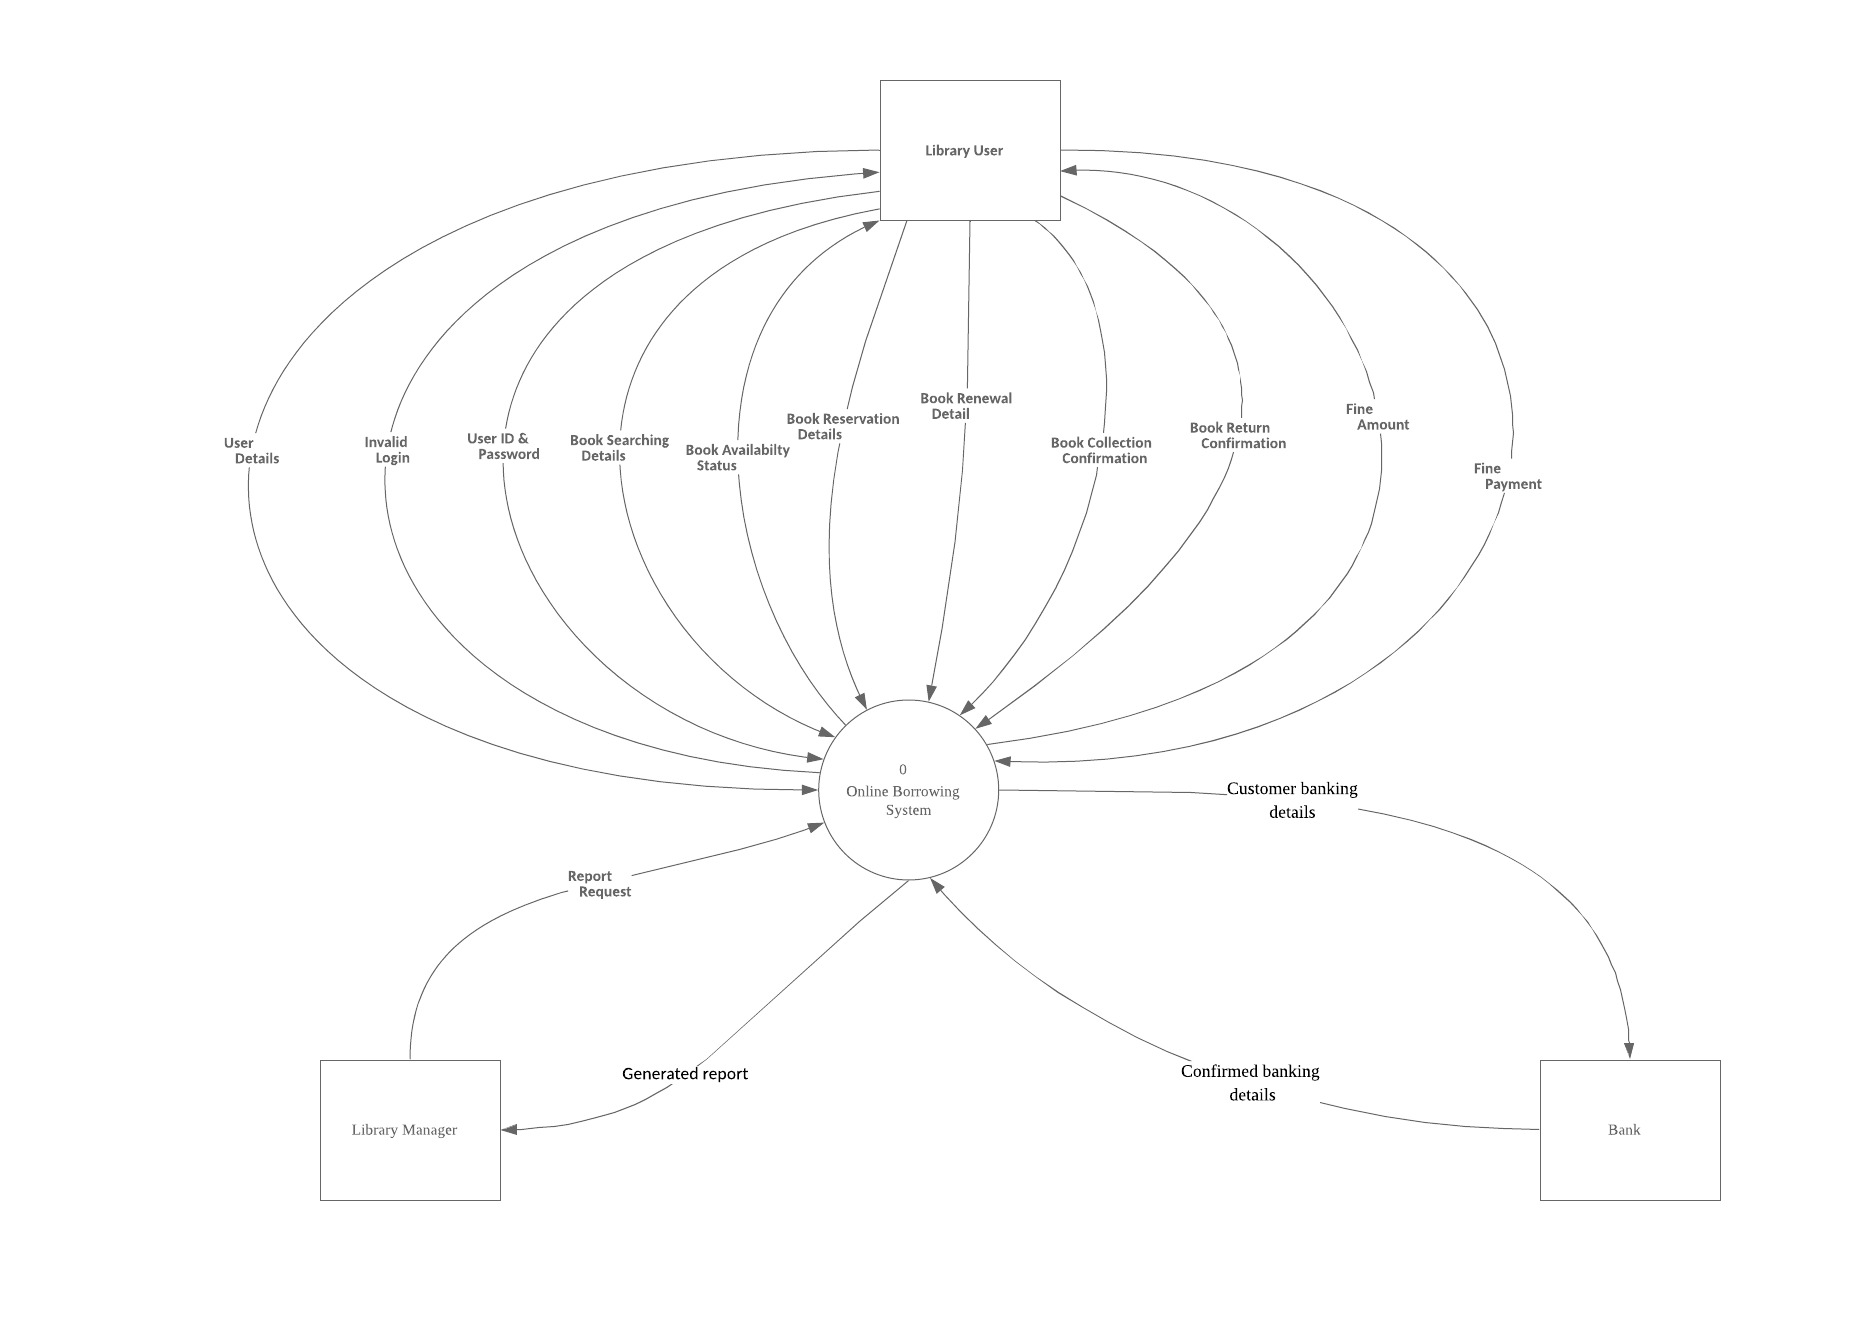 Library User
User
Details
Invalid
Login
User ID &
Password
Book Searching
Details
Book Availabilty
Status
Book Reservation
Details
Book Renewal
Detail
Book Collection
Confirmation
Book Return
Confirmation
Fine
Amount
Fine
Payment
0
Online Borrowing
System
Customer banking
details
Report
Request
Generated report
Confirmed banking
details
Library Manager
Bank